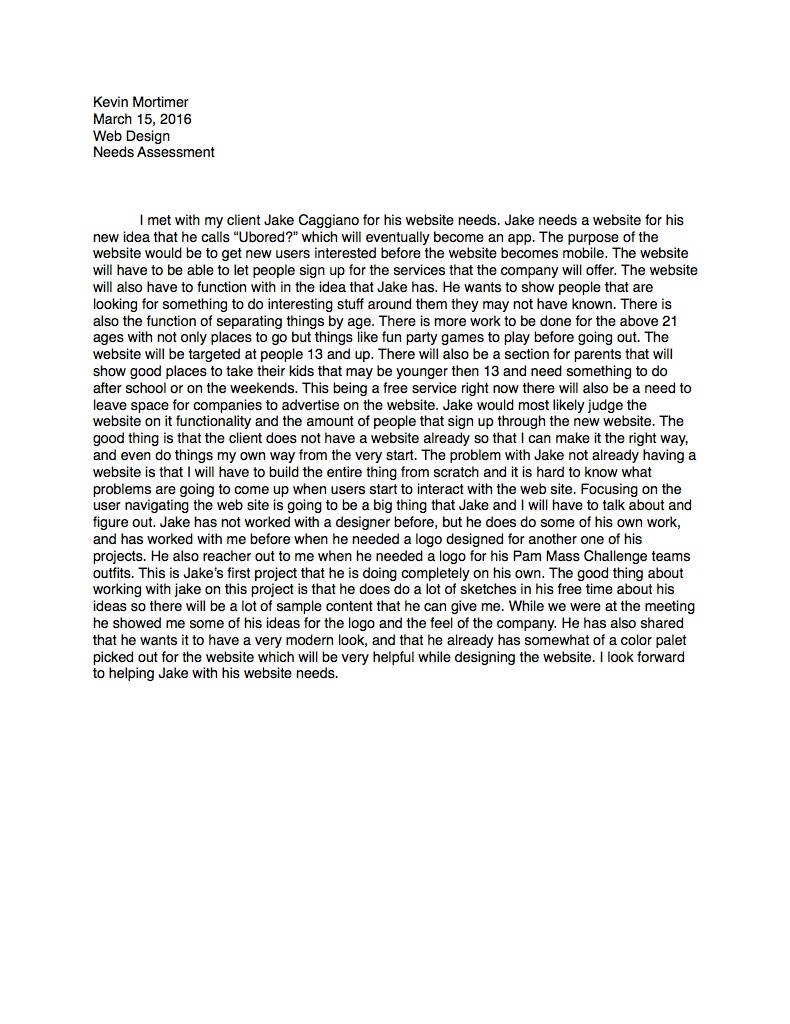 Kevin Mortimer
March 15, 2016
Web Design
Needs Assessment
I met with my client Jake Caggiano for his website needs. Jake needs a website for his
new idea that he calls “Ubored?” which will eventually become an app. The purpose of the
website would be to get new users interested before the website becomes mobile. The website
will have to be able to let people sign up for the services that the company will offer. The website
will also have to function with in the idea that Jake has. He wants to show people that are
looking for something to do interesting stuff around them they may not have known. There is
also the function of separating things by age. There is more work to be done for the above 21
ages with not only places to go but things like fun party games to play before going out. The
website will be targeted at people 13 and up. There will also be a section for parents that will
show good places to take their kids that may be younger then 13 and need something to do
after school or on the weekends. This being a free service right now there will also be a need to
leave space for companies to advertise on the website. Jake would most likely judge the
website on it functionality and the amount of people that sign up through the new website. The
good thing is that the client does not have a website already so that I can make it the right way,
and even do things my own way from the very start. The problem with Jake not already having a
website is that I will have to build the entire thing from scratch and it is hard to know what
problems are going to come up when users start to interact with the web site. Focusing on the
user navigating the web site is going to be a big thing that Jake and I will have to talk about and
figure out. Jake has not worked with a designer before, but he does do some of his own work,
and has worked with me before when he needed a logo designed for another one of his
projects. He also reacher out to me when he needed a logo for his Pam Mass Challenge teams
outfits. This is Jake’s first project that he is doing completely on his own. The good thing about
working with jake on this project is that he does do a lot of sketches in his free time about his
ideas so there will be a lot of sample content that he can give me. While we were at the meeting
he showed me some of his ideas for the logo and the feel of the company. He has also shared
that he wants it to have a very modern look, and that he already has somewhat of a color palet
picked out for the website which will be very helpful while designing the website. I look forward
to helping Jake with his website needs.